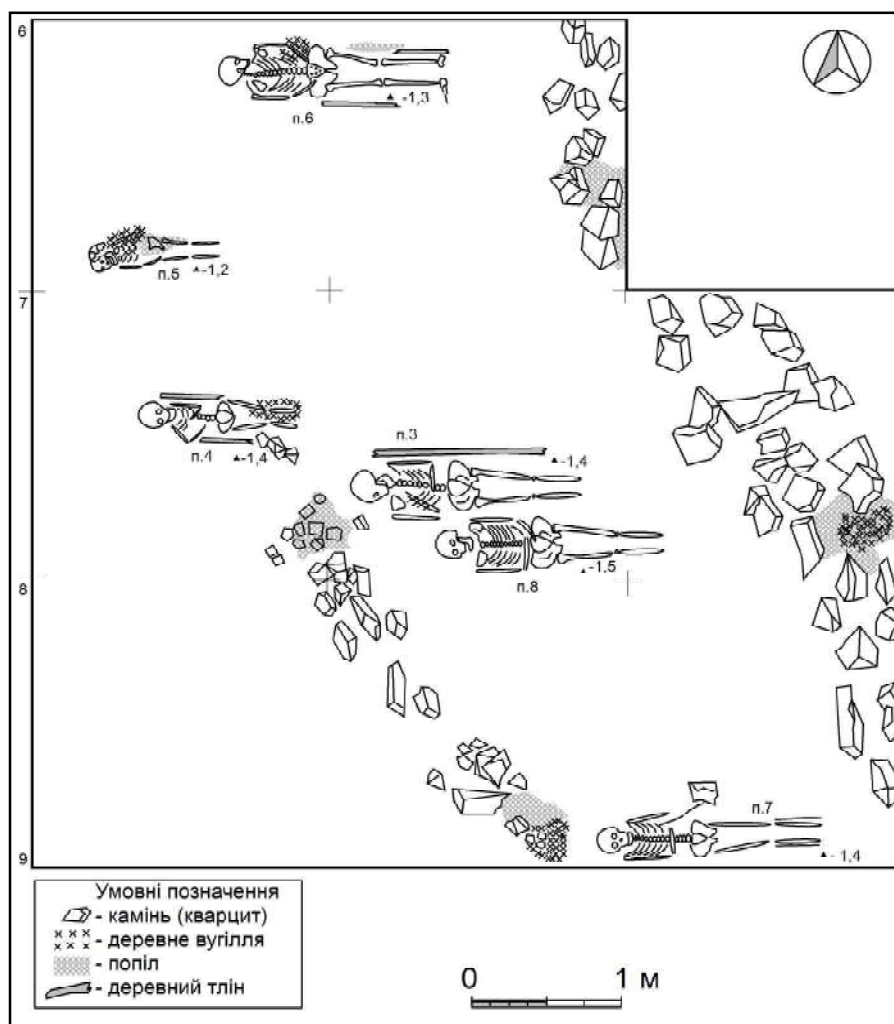 6
п.6
-1,3
п.5
-1,2
7
п.3
п.4
-1,4
-1,4
8
п.8
-1.5
п.7
9
- 1,4
Умовні позначення
- камінь (кварцит)
- деревне вугілля
- попіл
- деревний тлін
0 1 м